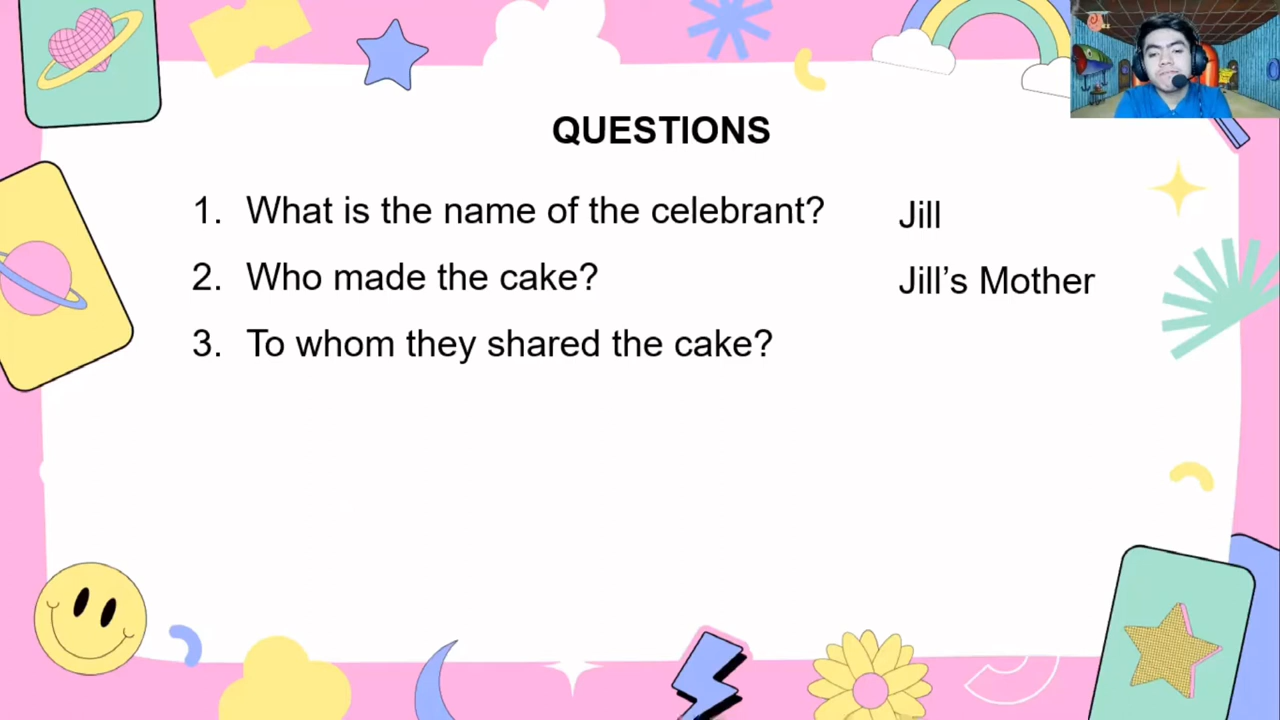 QUESTIONS
1. What is the name of the celebrant? Jill
2. Who made the cake? Jill’s Mother
3. To whom they shared the cake?